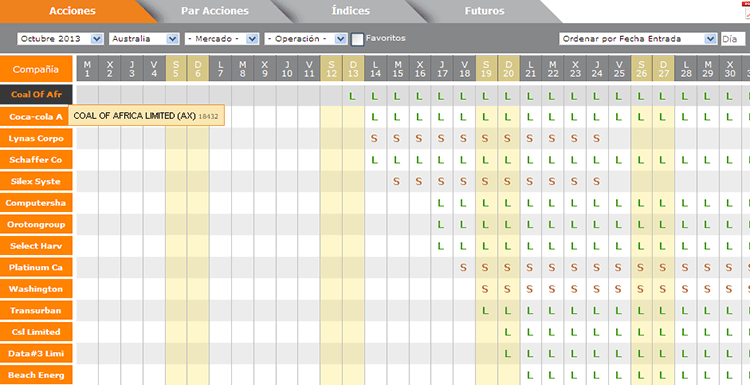 Acciones Par Acciones Índices Futuros
Octubre 2013 Australia - Mercado - - Operación - Favoritos Ordenar por Fecha Entrada Día
Compañía M X J V S D L M X J V S D L M X J V S D L M X J V S D L M X
1 2 3 4 5 6 7 8 9 10 11 12 13 14 15 16 17 18 19 20 21 22 23 24 25 26 27 28 29 30
Coal Of Afr L L L L L L L L L L L L L L L L L L
COAL OF AFRICA LIMITED (AX) 18432
Coca-cola A L L L L L L L L L L L L L L L L L
Lynas Corpo S S S S S S S S S S S
Schaffer Co L L L L L L L L L L L L L L L L L
Silex Syste S S S S S S S S S S
Computersha L L L L L L L L L L L L L L
Orotongroup L L L L L L L L L L L L L L
Select Harv L L L L L L L L L L L L L L
Platinum Ca S S S S S S S S S S S S S
Washington S S S S S S S S S S S S
Transurban L L L L L L L L L L L L
Csl Limited L L L L L L L L L L L
Data#3 Limi L L L L L L L L L L L
Beach Energ L L L L L L L L L L